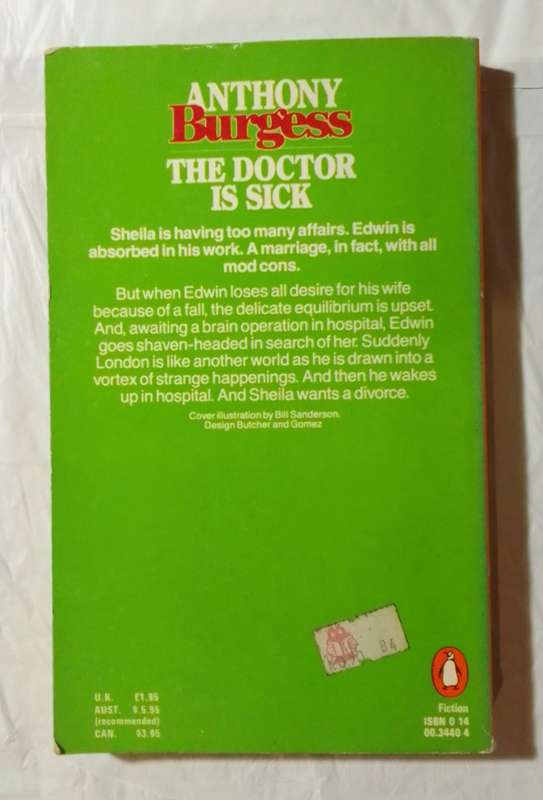 ANTHONY
Burgess
THE DOCTOR
IS SICK
Sheila is having too many affairs. Edwin is
absorbed in his work. A marriage, in fact, with all
mod cons.
But when Edwin loses all desire for his wife
because of a fall, the delicate equilibrium is upset.
And, awaiting a brain operation in hospital, Edwin
goes shaven-headed in search of her. Suddenly
London is like another world as he is drawn into a
vortex of strange happenings. And then he wakes
up in hospital. And Sheila wants a divorce.
Cover illustration by Bill Sanderson.
Design Butcher and Gomez
84
U.K. £1.95
AUST. $5.95
(recommended)
CAN. $3.95
Fiction
ISBN 0 14
00.3440 4